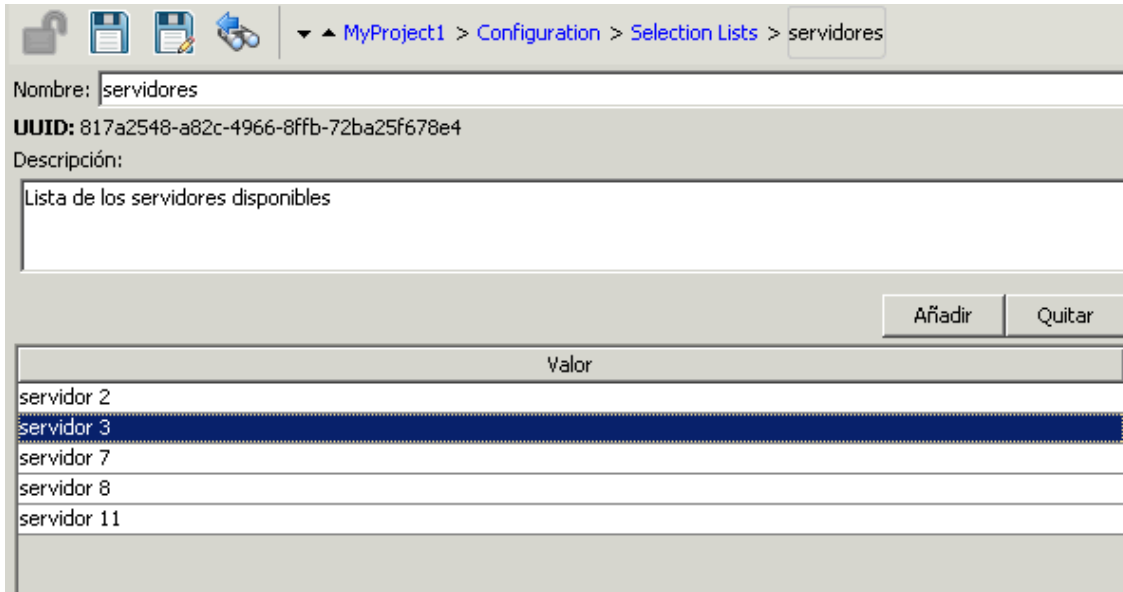 MyProject1 > Configuration > Selection Lists > servidores
Nombre: servidores
UUID: 817a2548-a82c-4966-8ffb-72ba25f678e4
Descripción:
Lista de los servidores disponibles
Añadir Quitar
Valor
servidor 2
servidor 3
servidor 7
servidor 8
servidor 11